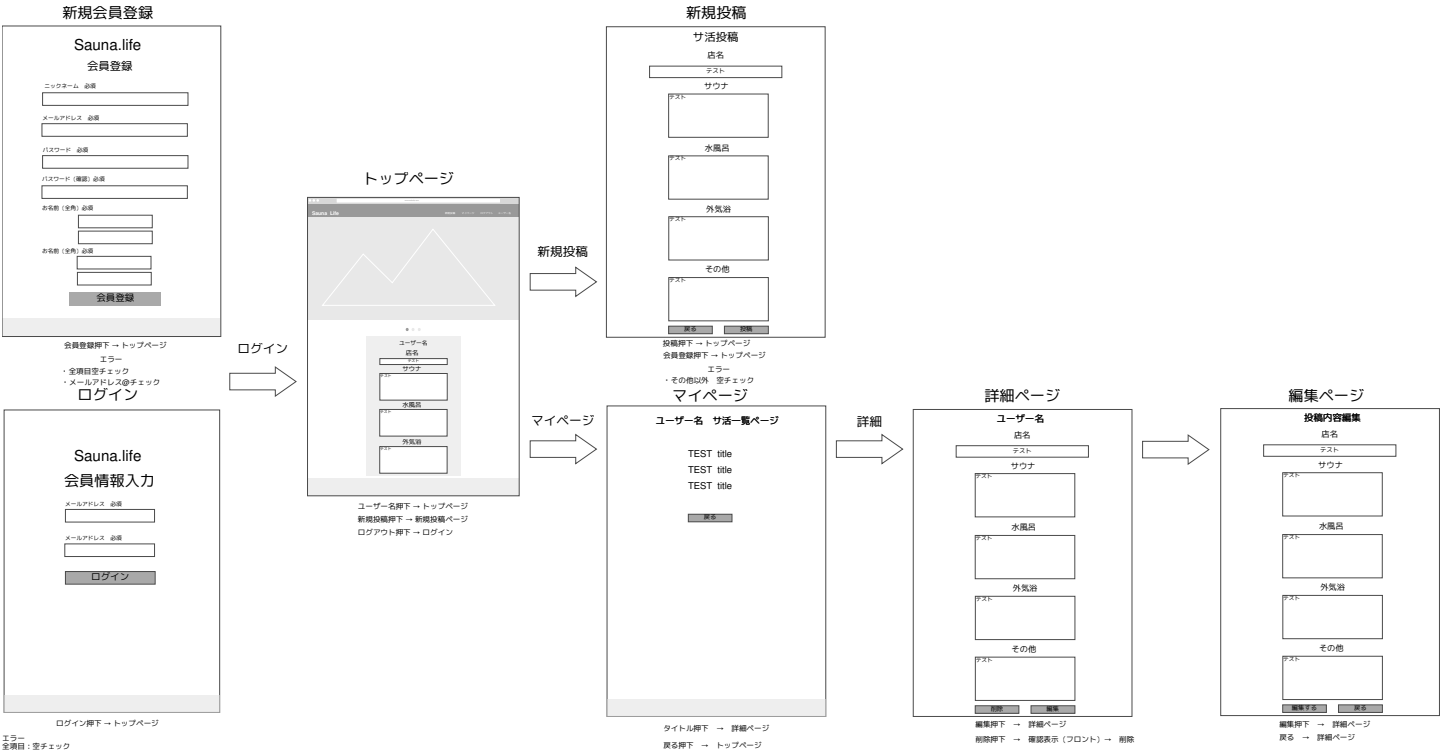 新規会員登録
Sauna.life
会員登録
ニックネーム　必須
メールアドレス　必須
パスワード　必須
パスワード（確認）必須
お名前（全角）必須
お名前（全角）必須
会員登録
会員登録押下 → トップページ
エラー
・全項目空チェック
・メールアドレス@チェック
ログイン
Sauna.life
会員情報入力
メールアドレス　必須
メールアドレス　必須
ログイン
ログイン押下 → トップページ
エラー
全項目：空チェック
ログイン
トップページ
Sauna Life
ユーザー名
店名
テスト
サウナ
テスト
水風呂
テスト
外気浴
テスト
ユーザー名押下 → トップページ
新規投稿押下 → 新規投稿ページ
ログアウト押下 → ログイン
新規投稿
マイページ
新規投稿
サ活投稿
店名
テスト
サウナ
テスト
水風呂
テスト
外気浴
テスト
その他
テスト
戻る
投稿
投稿押下 → トップページ
会員登録押下 → トップページ
エラー
・その他以外　空チェック
マイページ
ユーザー名　サ活一覧ページ
TEST title
TEST title
TEST title
戻る
タイトル押下　→　詳細ページ
戻る押下　→　トップページ
詳細
詳細ページ
ユーザー名
店名
テスト
サウナ
テスト
水風呂
テスト
外気浴
テスト
その他
テスト
削除
編集
編集押下　→　詳細ページ
削除押下　→　確認表示（フロント）→　削除
編集ページ
投稿内容編集
店名
テスト
サウナ
テスト
水風呂
テスト
外気浴
テスト
その他
テスト
編集する
戻る
編集押下　→　詳細ページ
戻る　→　詳細ページ